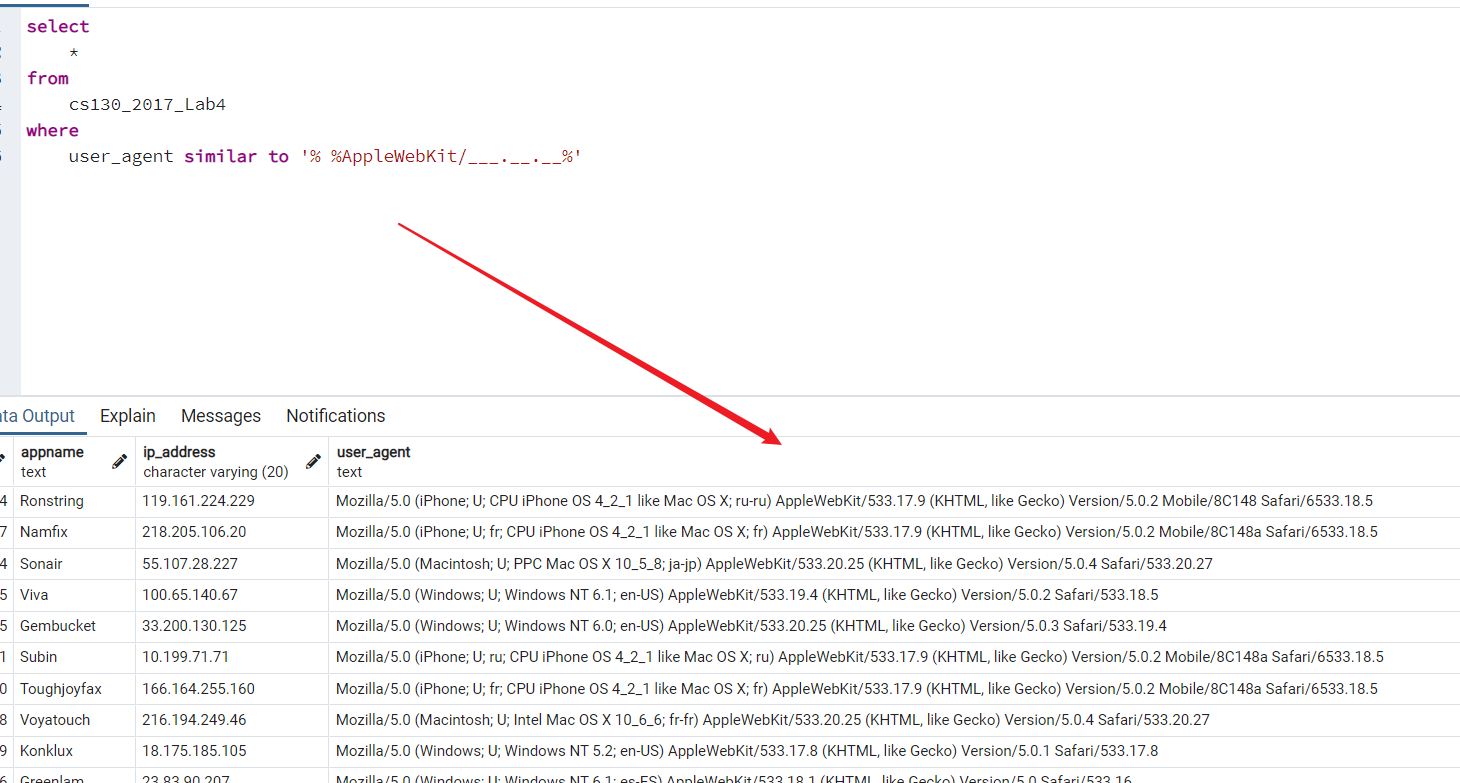 select
*
from
cs130_2017_Lab4
where
user_agent similar to '% %AppleWebKit/___.__.__%'
ata Output Explain Messages Notifications
appname ip_address user_agent
text character varying (20) text
4 Ronstring 119.161.224.229 Mozilla/5.0 (iPhone; U; CPU iPhone OS 4_2_1 like Mac OS X; ru-ru) AppleWebKit/533.17.9 (KHTML, like Gecko) Version/5.0.2 Mobile/8C148 Safari/6533.18.5
7 Namfix 218.205.106.20 Mozilla/5.0 (iPhone; U; fr; CPU iPhone OS 4_2_1 like Mac OS X; fr) AppleWebKit/533.17.9 (KHTML, like Gecko) Version/5.0.2 Mobile/8C148a Safari/6533.18.5
4 Sonair 55.107.28.227 Mozilla/5.0 (Macintosh; U; PPC Mac OS X 10_5_8; ja-jp) AppleWebKit/533.20.25 (KHTML, like Gecko) Version/5.0.4 Safari/533.20.27
5 Viva 100.65.140.67 Mozilla/5.0 (Windows; U; Windows NT 6.1; en-US) AppleWebKit/533.19.4 (KHTML, like Gecko) Version/5.0.2 Safari/533.18.5
5 Gembucket 33.200.130.125 Mozilla/5.0 (Windows; U; Windows NT 6.0; en-US) AppleWebKit/533.20.25 (KHTML, like Gecko) Version/5.0.3 Safari/533.19.4
1 Subin 10.199.71.71 Mozilla/5.0 (iPhone; U; ru; CPU iPhone OS 4_2_1 like Mac OS X; ru) AppleWebKit/533.17.9 (KHTML, like Gecko) Version/5.0.2 Mobile/8C148a Safari/6533.18.5
0 Toughjoyfax 166.164.255.160 Mozilla/5.0 (iPhone; U; fr; CPU iPhone OS 4_2_1 like Mac OS X; fr) AppleWebKit/533.17.9 (KHTML, like Gecko) Version/5.0.2 Mobile/8C148a Safari/6533.18.5
8 Voyatouch 216.194.249.46 Mozilla/5.0 (Macintosh; U; Intel Mac OS X 10_6_6; fr-fr) AppleWebKit/533.20.25 (KHTML, like Gecko) Version/5.0.4 Safari/533.20.27
9 Konklux 18.175.185.105 Mozilla/5.0 (Windows; U; Windows NT 5.2; en-US) AppleWebKit/533.17.8 (KHTML, like Gecko) Version/5.0.1 Safari/533.17.8
6 Greenlam 23.83.90.207 Mozilla/5.0 (Windows; U; Windows NT 6.1; es-ES) AppleWebKit/533.18.1 (KHTML, like Gecko) Version/5.0 Safari/533.16